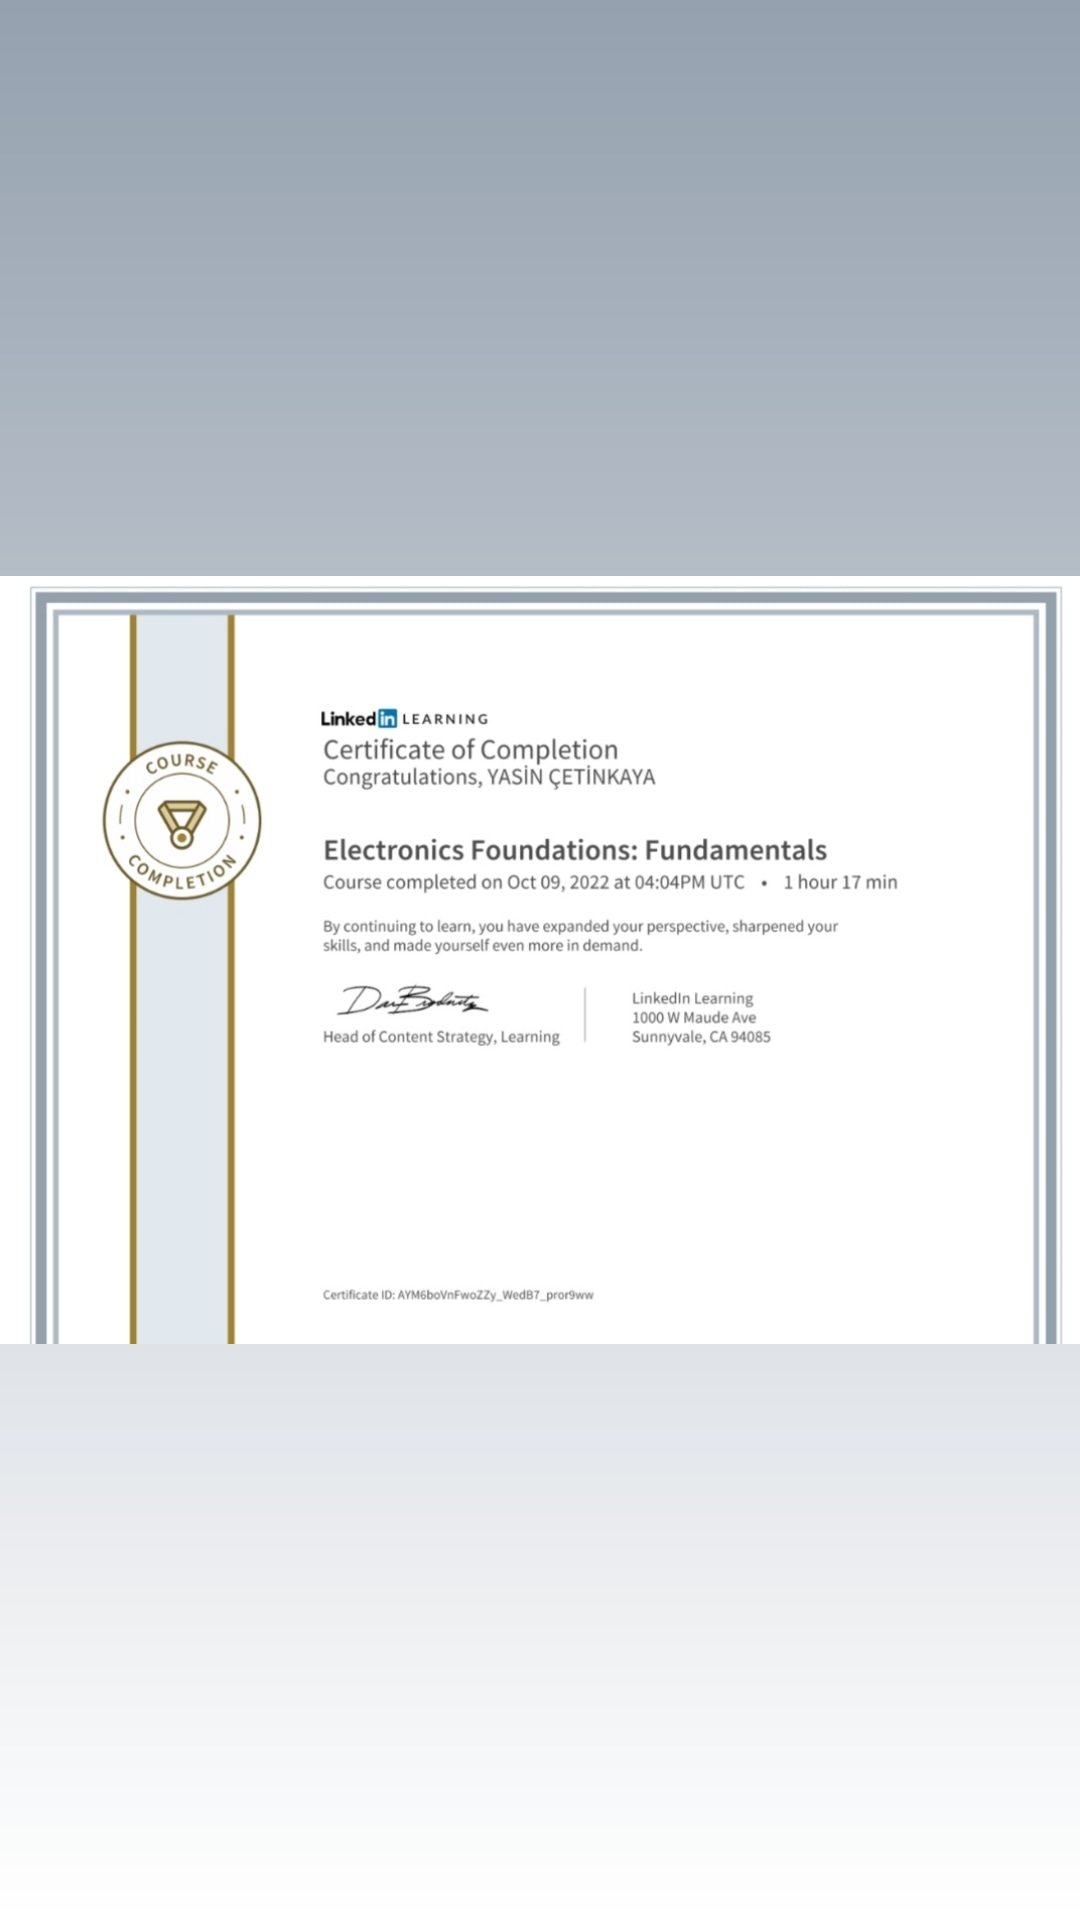 COURSE
COMPLETION
Linkedin LEARNING
Certificate of Completion
Congratulations, YASİN ÇETİNKAYA
Electronics Foundations: Fundamentals
Course completed on Oct 09, 2022 at 04:04PM UTC • 1 hour 17 min
By continuing to learn, you have expanded your perspective, sharpened your
skills, and made yourself even more in demand.
Head of Content Strategy, Learning
LinkedIn Learning
1000 W Maude Ave
Sunnyvale, CA 94085
Certificate ID: AYM6boVnFwoZZy_WedB7_pror9ww